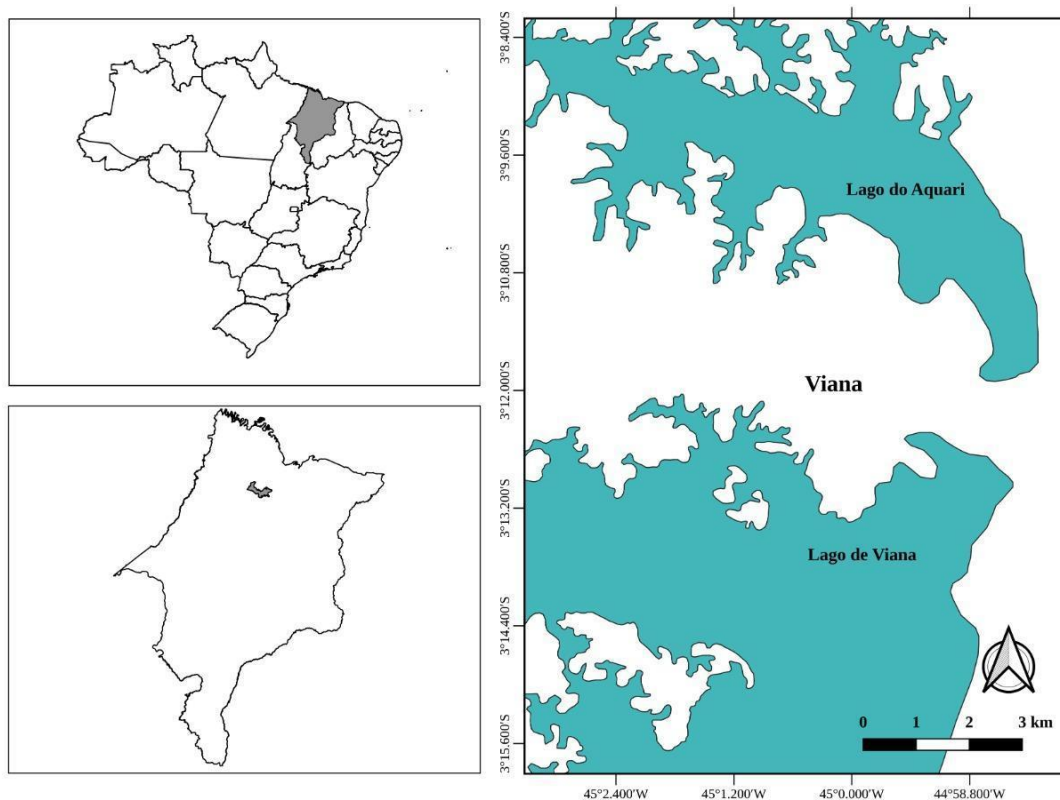 3°8.400'S
3°9.600'S
3°10.800'S
3°12.000'S
3°13.200'S
3°14.400'S
3°15.600'S
Lago do Aquari
Viana
Lago de Viana
0 1 2 3 km
45°2.400'W 45°1.200'W 45°0.000'W 44°58.800'W